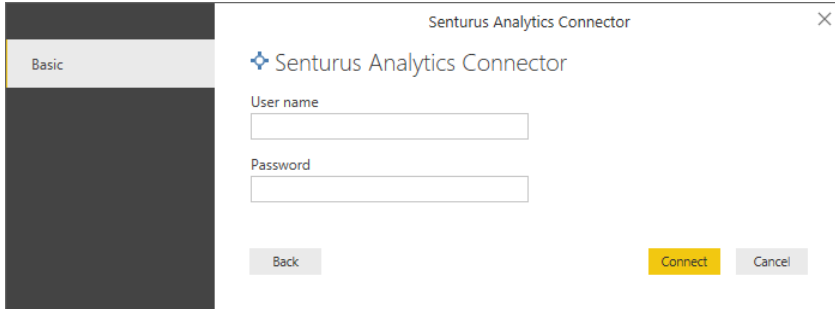 Senturus Analytics Connector
Basic
Senturus Analytics Connector
User name
Password
Back
Connect
Cancel